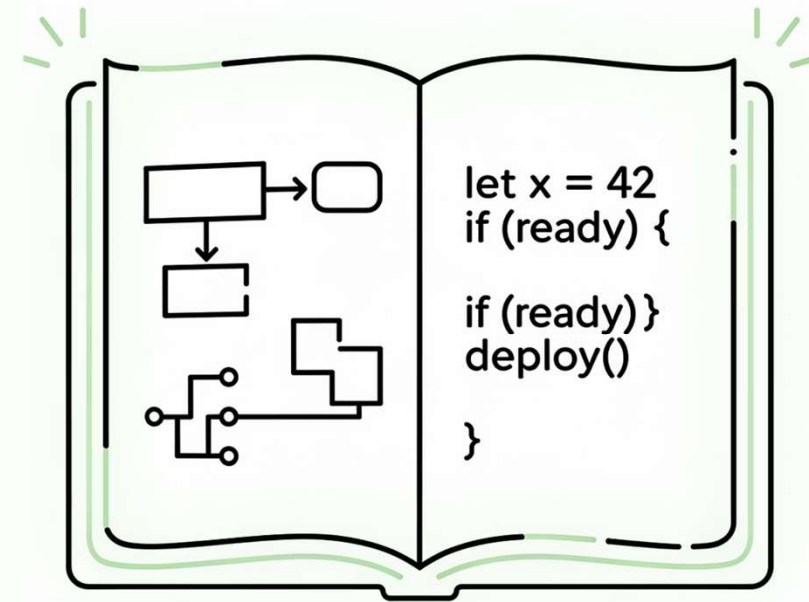 let x = 42
if (ready) {
if (ready) }
deploy()
}